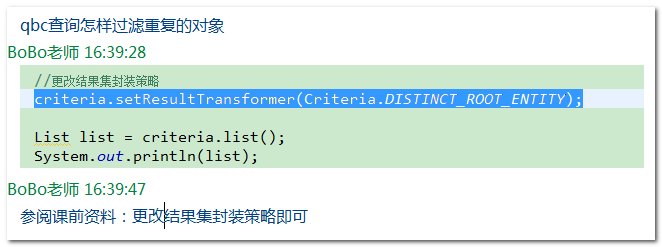 qbc查询怎样过滤重复的对象
BoBo老师 16:39:28
//更改结果集封装策略
criteria.setResultTransformer(Criteria.DISTINCT_ROOT_ENTITY);
List list = criteria.list();
System.out.println(list);
BoBo老师 16:39:47
参阅课前资料：更改结果集封装策略即可